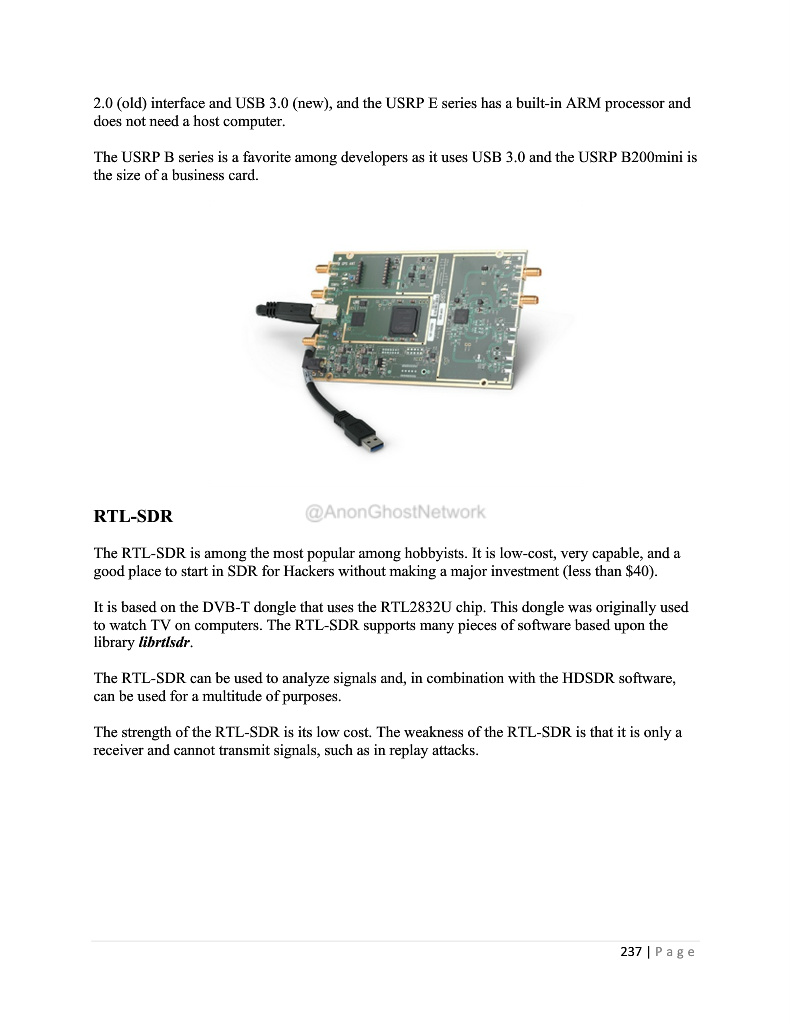 2.0 (old) interface and USB 3.0 (new), and the USRP E series has a built-in ARM processor and
does not need a host computer.
The USRP B series is a favorite among developers as it uses USB 3.0 and the USRP B200mini is
the size of a business card.
RTL-SDR
@AnonGhostNetwork
The RTL-SDR is among the most popular among hobbyists. It is low-cost, very capable, and a
good place to start in SDR for Hackers without making a major investment (less than $40).
It is based on the DVB-T dongle that uses the RTL2832U chip. This dongle was originally used
to watch TV on computers. The RTL-SDR supports many pieces of software based upon the
library librtlsdr.
The RTL-SDR can be used to analyze signals and, in combination with the HDSDR software,
can be used for a multitude of purposes.
The strength of the RTL-SDR is its low cost. The weakness of the RTL-SDR is that it is only a
receiver and cannot transmit signals, such as in replay attacks.
237 | P a g e